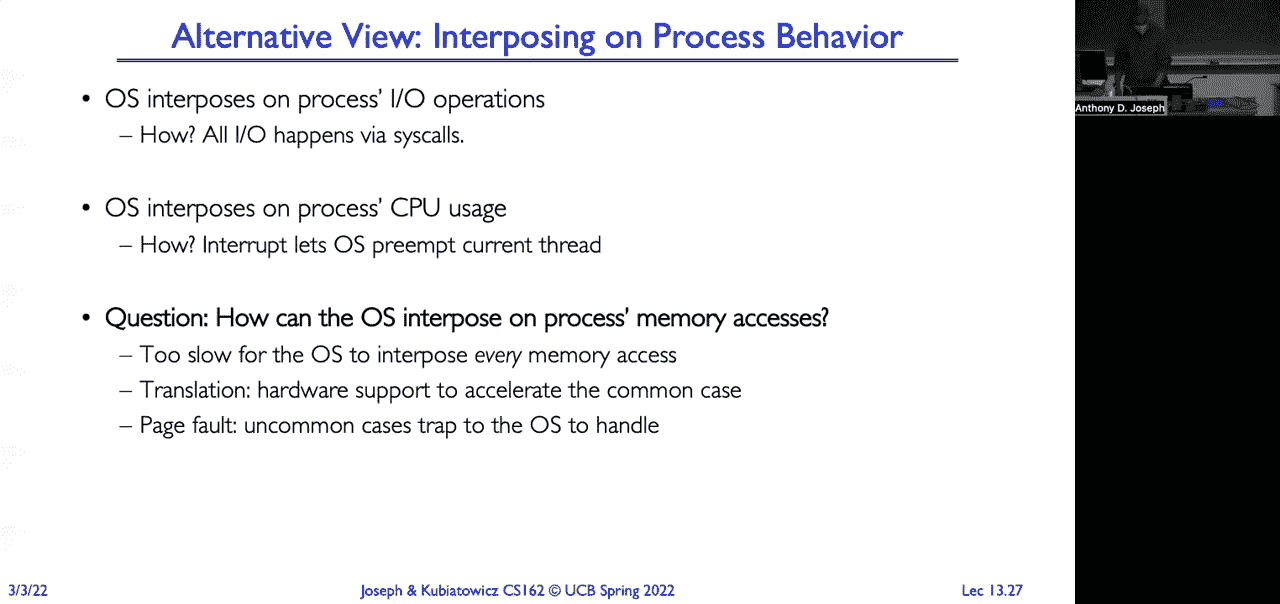 Alternative View: Interposing on Process Behavior
• OS interposes on process' I/O operations
– How? All I/O happens via syscalls.
• OS interposes on process' CPU usage
– How? Interrupt lets OS preempt current thread
• Question: How can the OS interpose on process' memory accesses?
– Too slow for the OS to interpose every memory access
– Translation: hardware support to accelerate the common case
– Page fault: uncommon cases trap to the OS to handle
3/3/22
Joseph & Kubiatowicz CS162 © UCB Spring 2022
Lec 13.27
Anthony D. Joseph